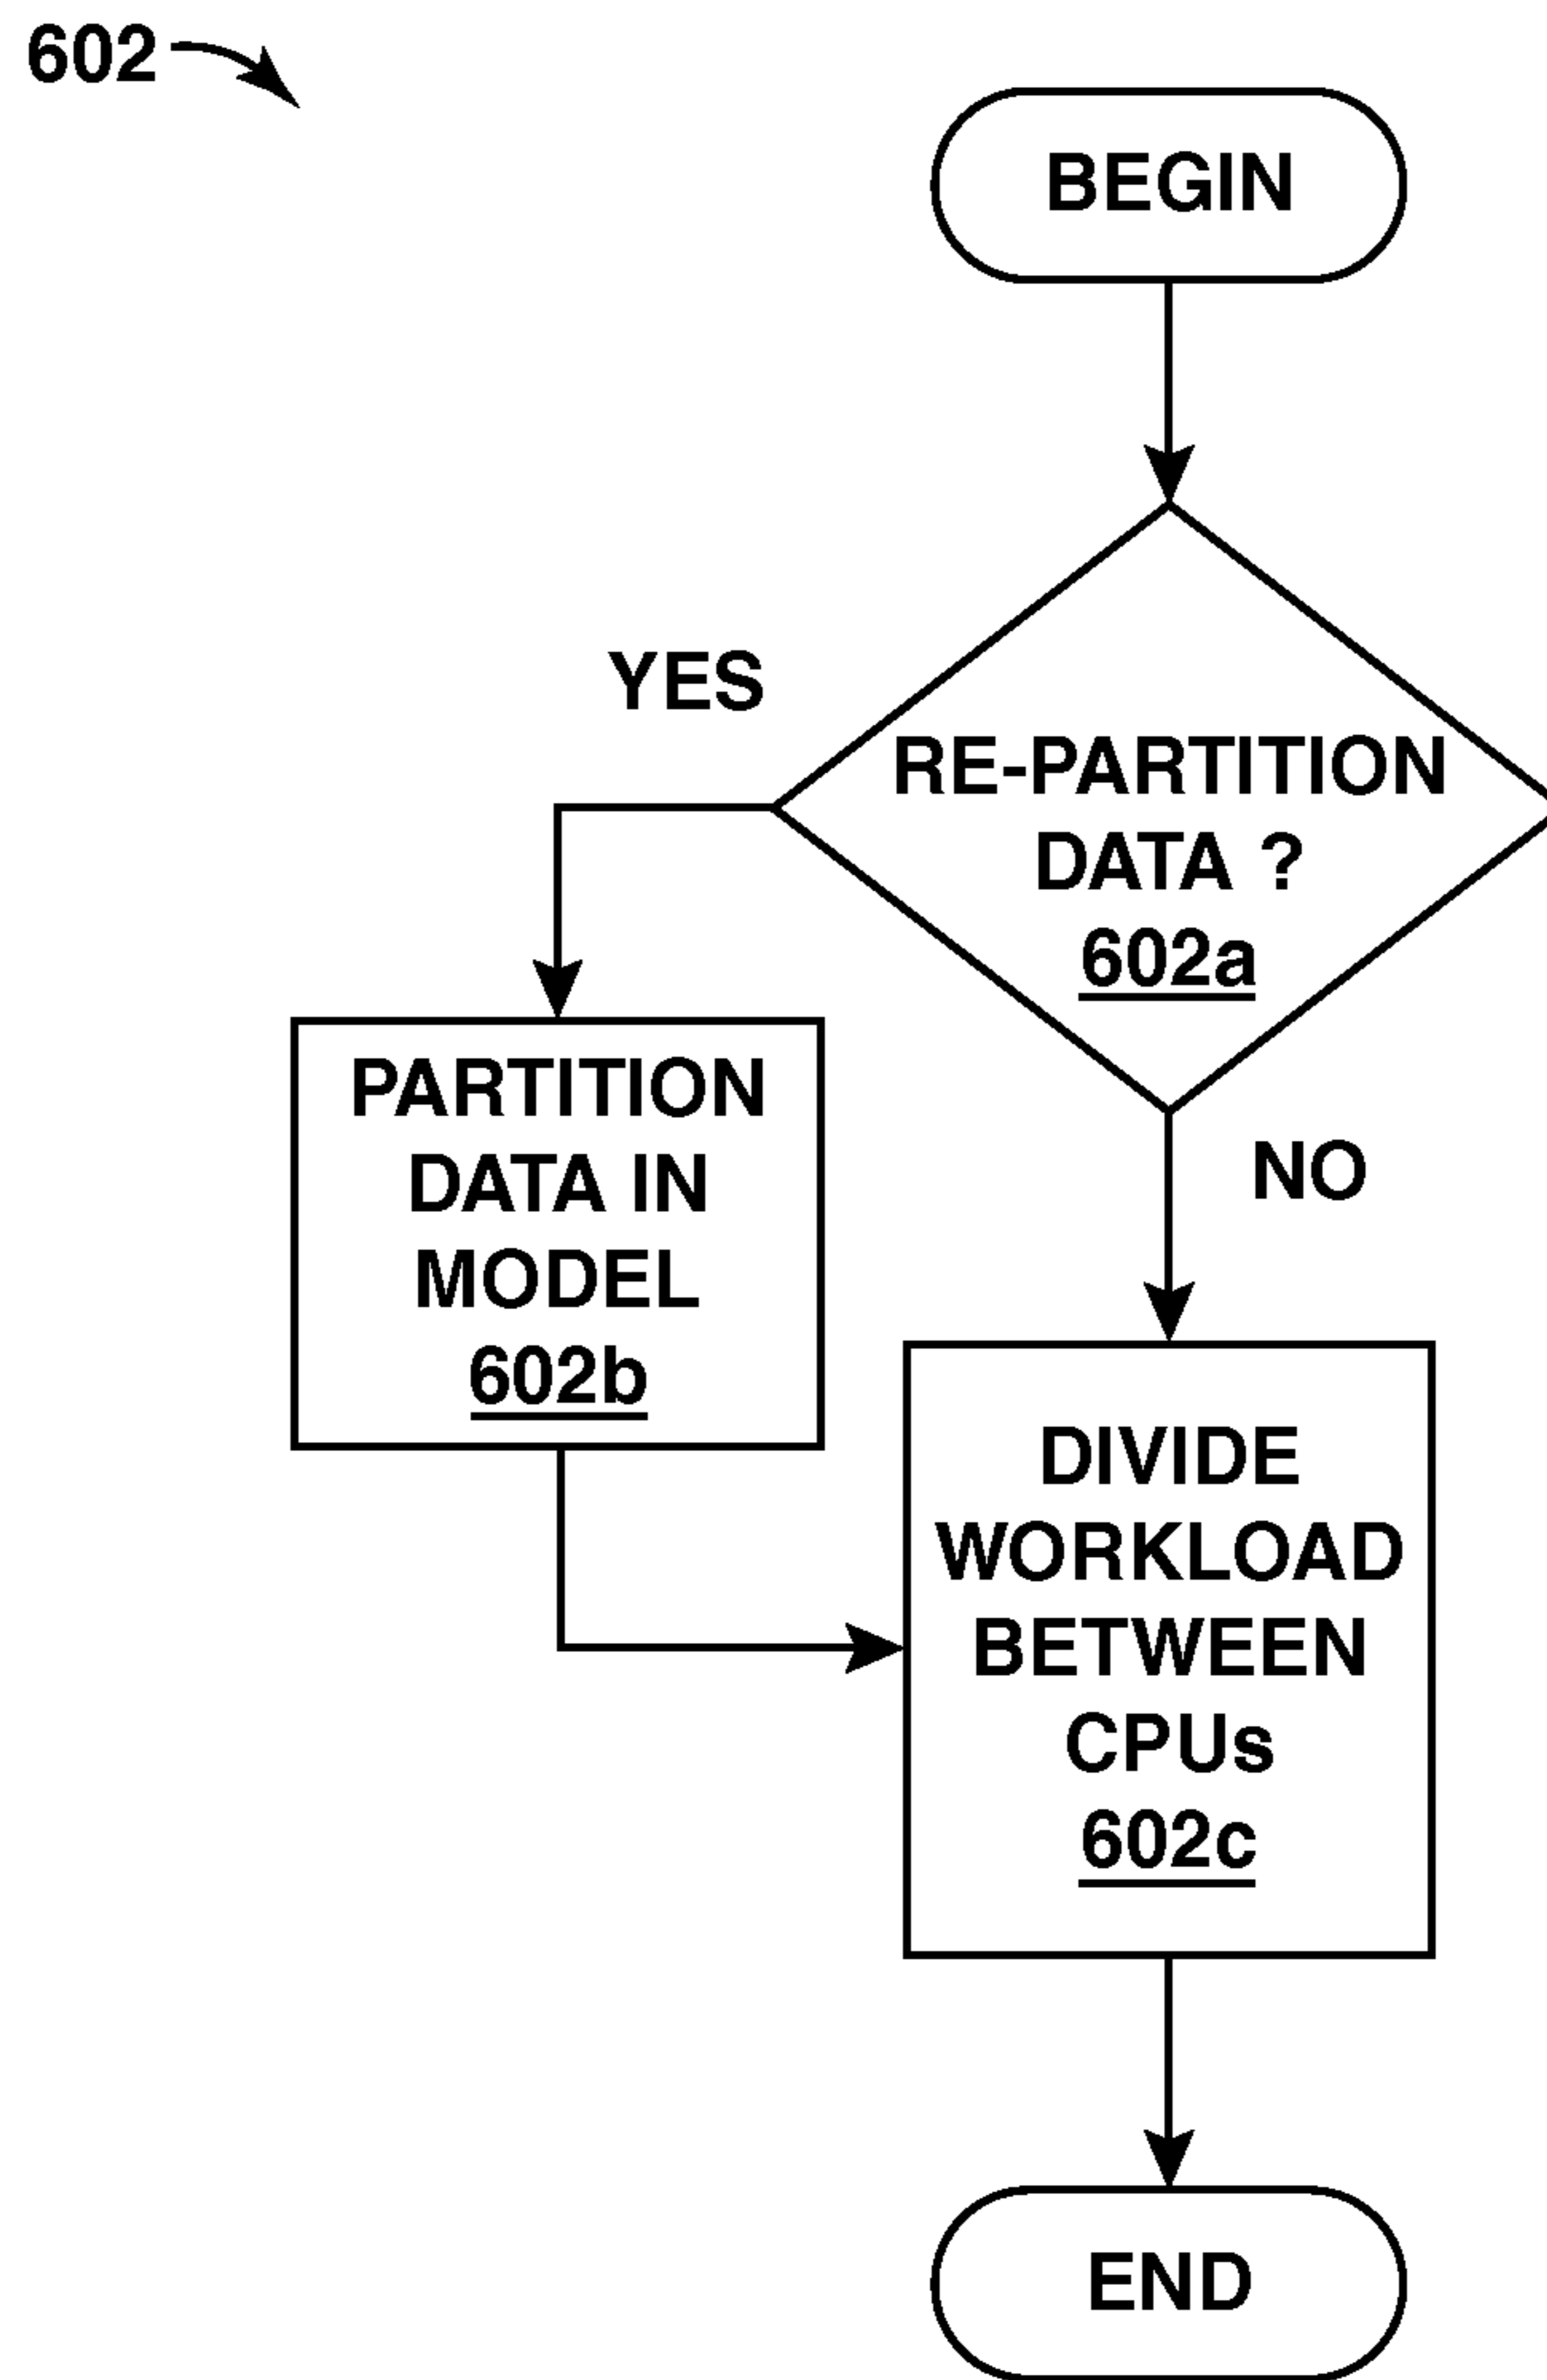 602
BEGIN
YES
RE-PARTITION
DATA ?
602a
PARTITION
DATA IN
MODEL
602b
NO
DIVIDE
WORKLOAD
BETWEEN
CPUs
602c
END